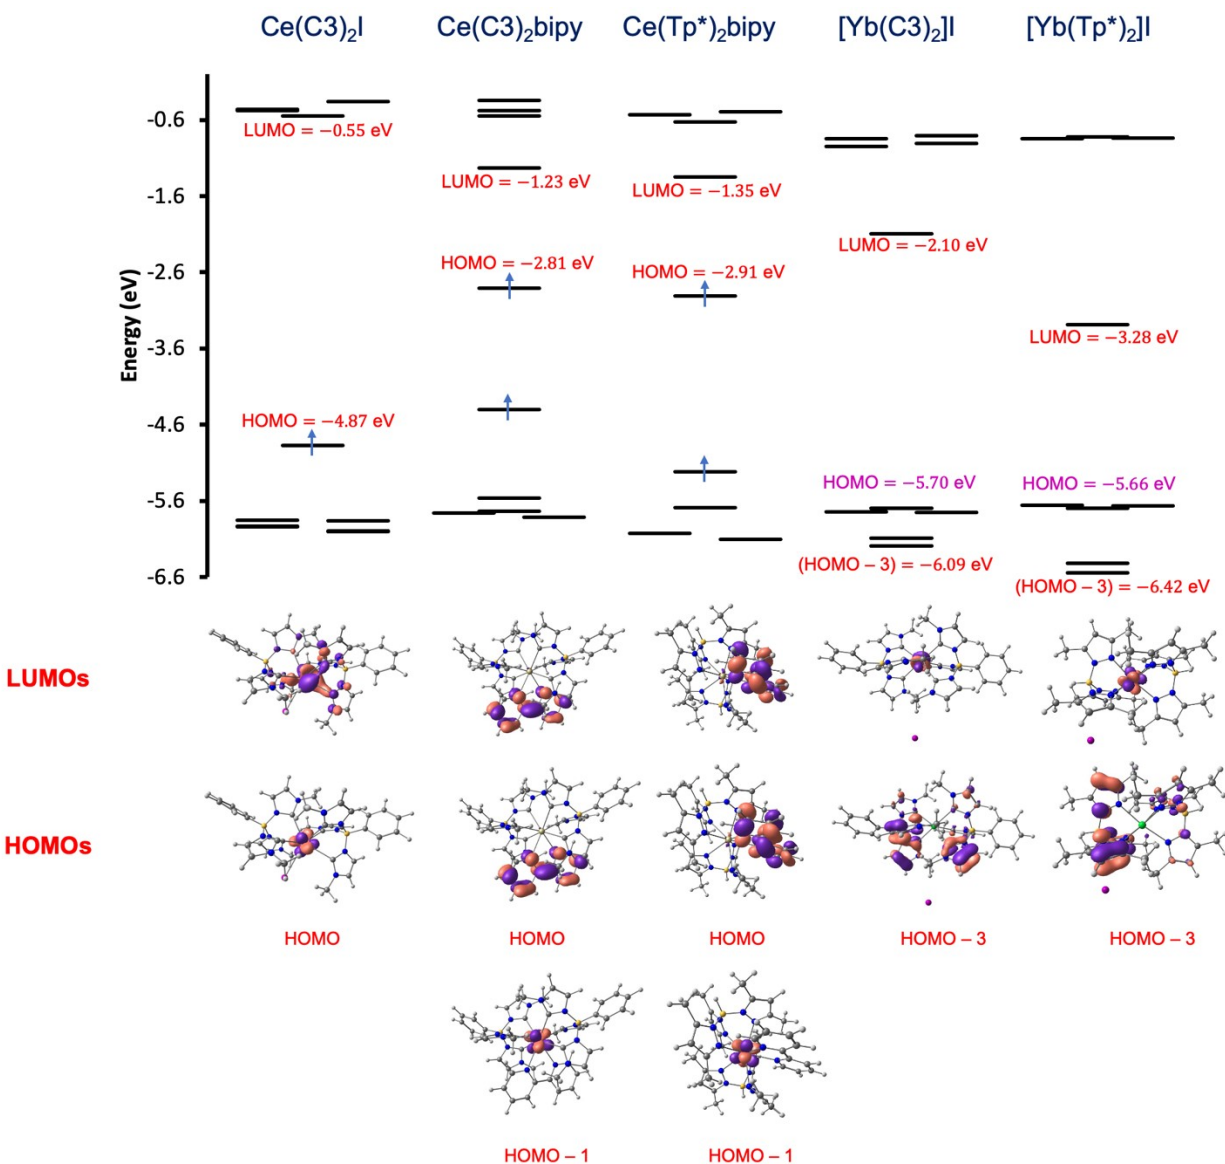 Ce(C3)₂I Ce(C3)₂bipy Ce(Tp*)₂bipy [Yb(C3)₂]I [Yb(Tp*)₂]I
Energy (eV)
-0.6
-1.6
-2.6
-3.6
-4.6
-5.6
-6.6
LUMO = −0.55 eV
HOMO = −4.87 eV
LUMO = −1.23 eV
HOMO = −2.81 eV
LUMO = −1.35 eV
HOMO = −2.91 eV
LUMO = −2.10 eV
HOMO = −5.70 eV
(HOMO – 3) = −6.09 eV
LUMO = −3.28 eV
HOMO = −5.66 eV
(HOMO – 3) = −6.42 eV
LUMOs
HOMOs
HOMO HOMO HOMO HOMO – 3 HOMO – 3
HOMO – 1 HOMO – 1